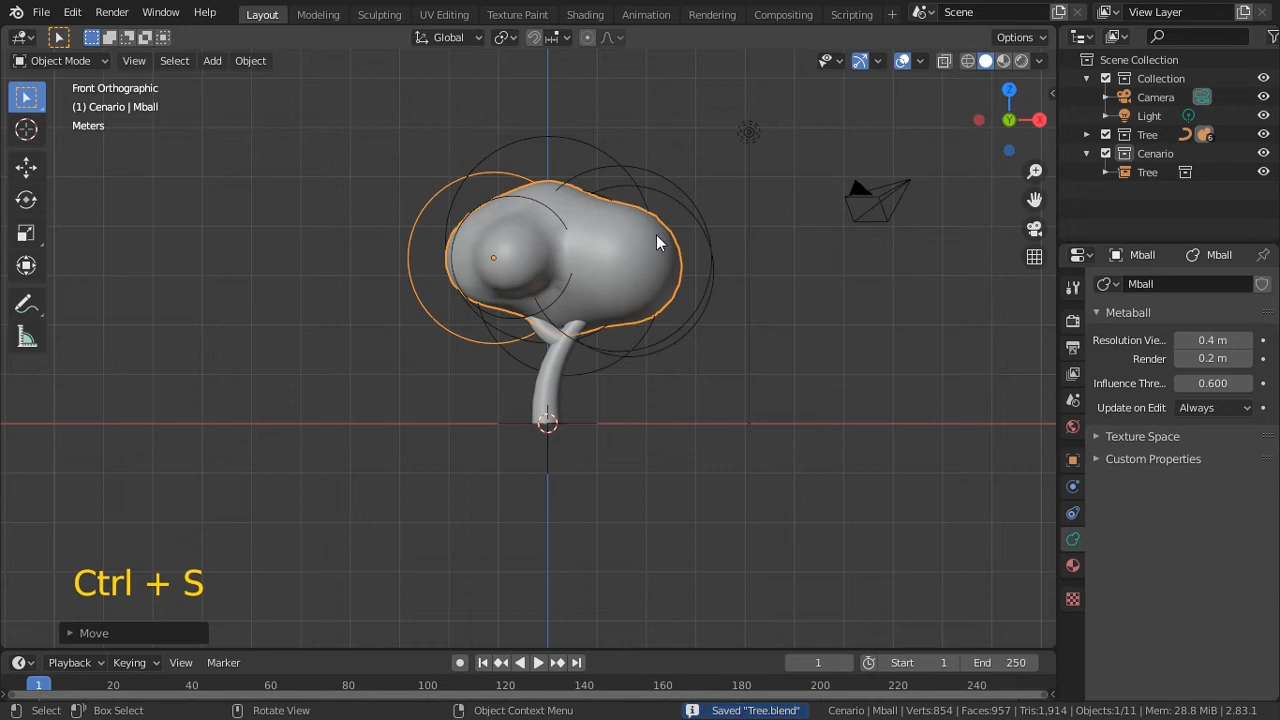 File Edit Render Window Help
Layout Modeling Sculpting UV Editing Texture Paint Shading Animation Rendering Compositing Scripting +
Scene
View Layer
Global
Options
Object Mode View Select Add Object
Front Orthographic
(1) Cenario | Mball
Meters
Z
Y
X
Scene Collection
Collection
Camera
Light
Tree
6
Cenario
Tree
Mball Mball
Mball
Metaball
Resolution Vie... 0.4 m
Render 0.2 m
Influence Thre... 0.600
Update on Edit Always
Texture Space
Custom Properties
Ctrl + S
Move
Playback Keying View Marker
1
Start 1
End 250
1 20 40 60 80 100 120 140 160 180 200 220 240
Select Box Select Rotate View Object Context Menu
Saved "Tree.blend"
Cenario | Mball | Verts:854 | Faces:957 | Tris:1,914 | Objects:1/11 | Mem: 28.8 MiB | 2.83.1